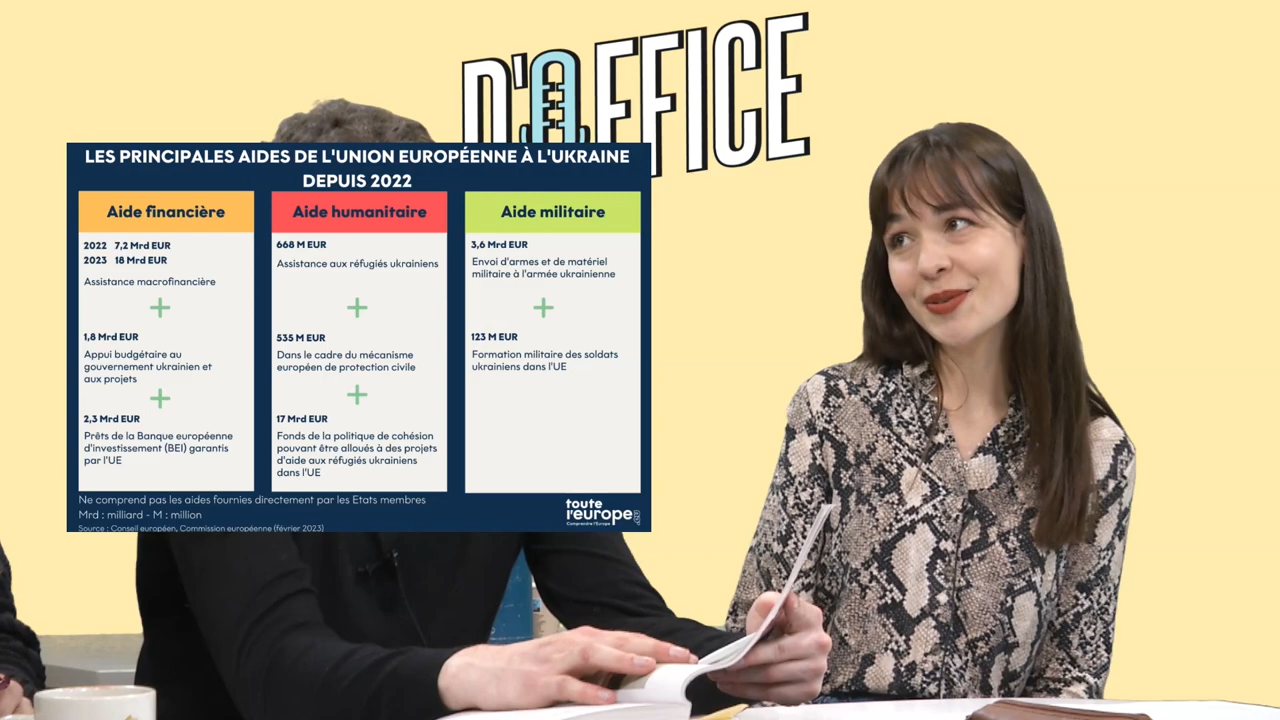 D'OFFICE
LES PRINCIPALES AIDES DE L'UNION EUROPÉENNE À L'UKRAINE
DEPUIS 2022
Aide financière
2022 7,2 Mrd EUR
2023 18 Mrd EUR
Assistance macrofinancière
+
1,8 Mrd EUR
Appui budgétaire au
gouvernement ukrainien et
aux projets
+
2,3 Mrd EUR
Prêts de la Banque européenne
d'investissement (BEI) garantis
par l'UE
Aide humanitaire
668 M EUR
Assistance aux réfugiés ukrainiens
+
535 M EUR
Dans le cadre du mécanisme
européen de protection civile
+
17 Mrd EUR
Fonds de la politique de cohésion
pouvant être alloués à des projets
d'aide aux réfugiés ukrainiens
dans l'UE
Aide militaire
3,6 Mrd EUR
Envoi d'armes et de matériel
militaire à l'armée ukrainienne
+
123 M EUR
Formation militaire des soldats
ukrainiens dans l'UE
Ne comprend pas les aides fournies directement par les Etats membres
Mrd : milliard - M : million
Source : Conseil européen, Commission européenne (février 2023)
toute
l'europe.eu
Comprendre l'Europe